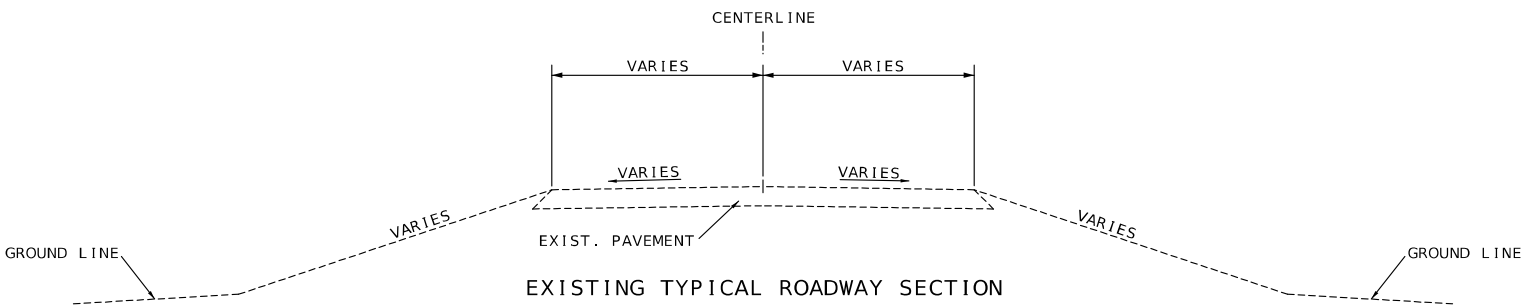 CENTERLINE
VARIES
VARIES
VARIES
VARIES
VARIES
VARIES
GROUND LINE
EXIST. PAVEMENT
GROUND LINE
EXISTING TYPICAL ROADWAY SECTION